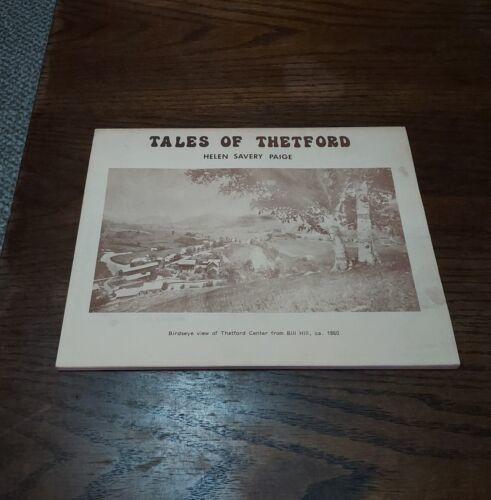 TALES OF THETFORD
HELEN SAVERY PAIGE
Birdseye view of Thetford Center from Bill Hill, ca. 1860